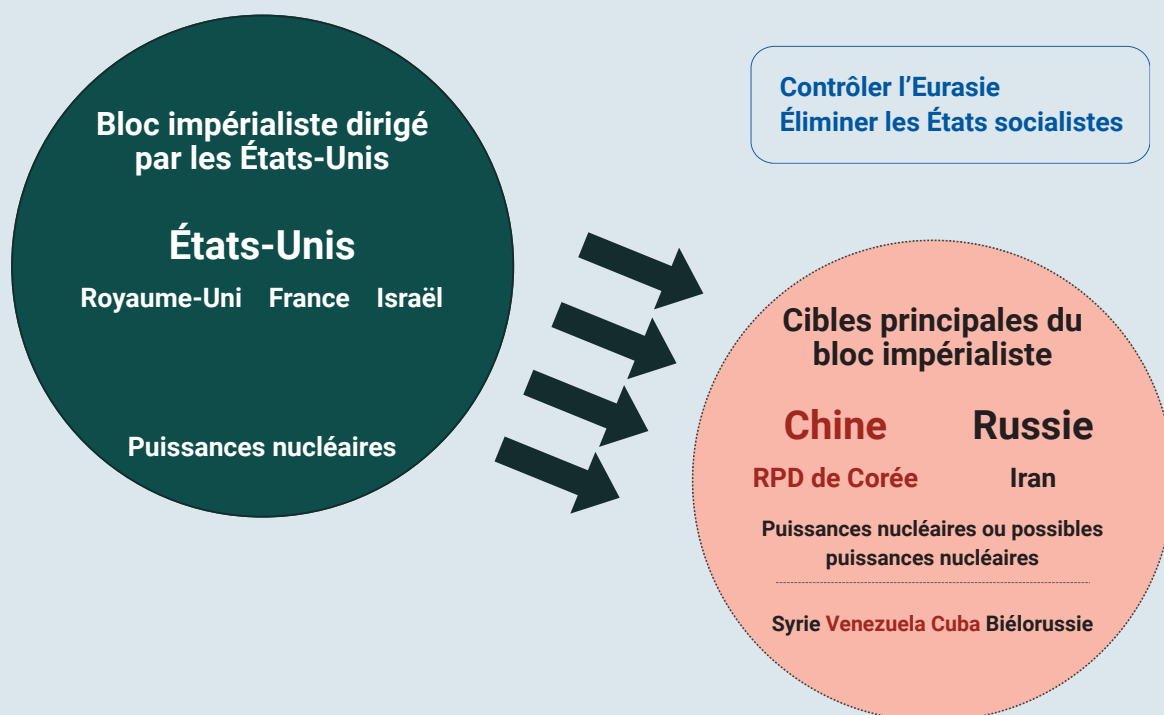 Bloc impérialiste dirigé
par les États-Unis
États-Unis
Royaume-Uni France Israël
Puissances nucléaires
Contrôler l’Eurasie
Éliminer les États socialistes
Cibles principales du
bloc impérialiste
Chine Russie
RPD de Corée Iran
Puissances nucléaires ou possibles
puissances nucléaires
Syrie Venezuela Cuba Biélorussie